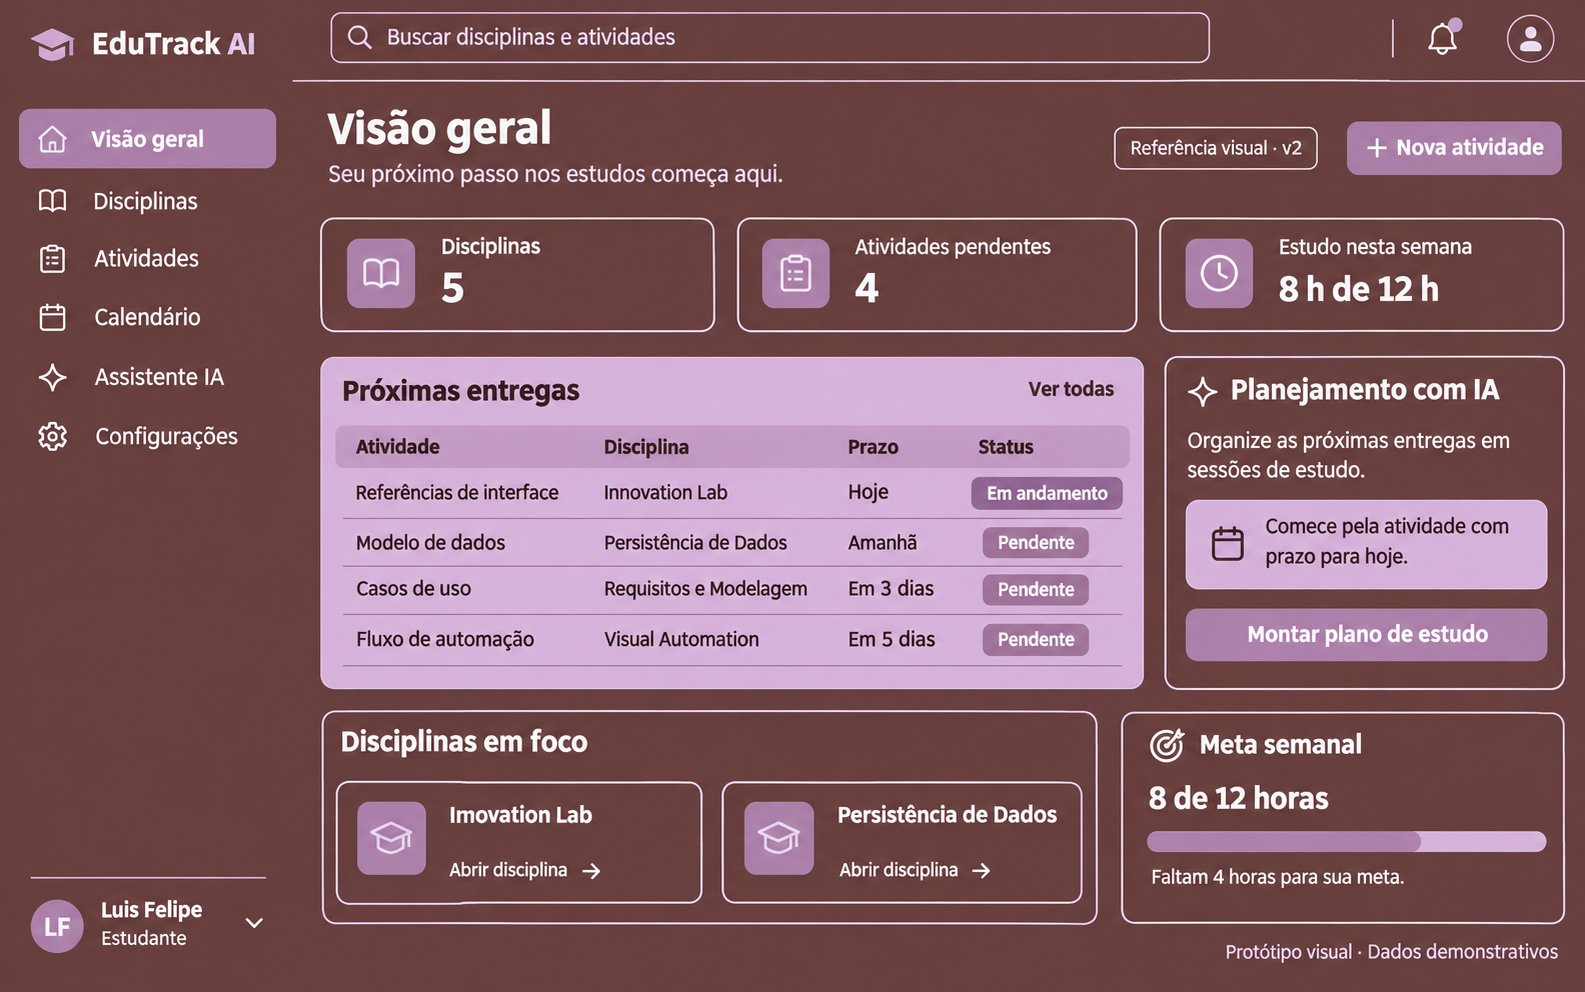 EduTrack AI
Buscar disciplinas e atividades
Visão geral
Disciplinas
Atividades
Calendário
Assistente IA
Configurações
LF
Luis Felipe
Estudante
Visão geral
Seu próximo passo nos estudos começa aqui.
Referência visual · v2
+ Nova atividade
Disciplinas
5
Atividades pendentes
4
Estudo nesta semana
8 h de 12 h
Próximas entregas
Ver todas
Atividade Disciplina Prazo Status
Referências de interface Innovation Lab Hoje Em andamento
Modelo de dados Persistência de Dados Amanhã Pendente
Casos de uso Requisitos e Modelagem Em 3 dias Pendente
Fluxo de automação Visual Automation Em 5 dias Pendente
Planejamento com IA
Organize as próximas entregas em
sessões de estudo.
Comece pela atividade com
prazo para hoje.
Montar plano de estudo
Disciplinas em foco
Imovation Lab
Abrir disciplina →
Persistência de Dados
Abrir disciplina →
Meta semanal
8 de 12 horas
Faltam 4 horas para sua meta.
Protótipo visual · Dados demonstrativos